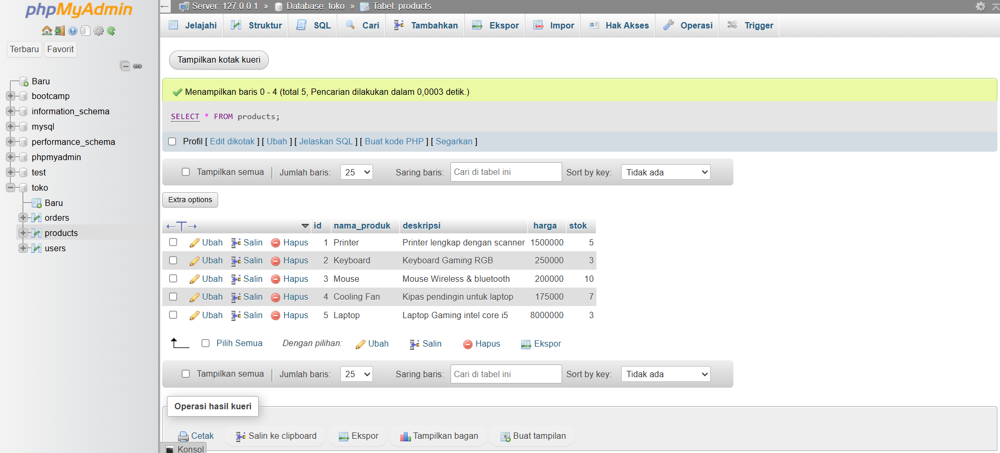 phpMyAdmin
Terbaru Favorit
Baru
bootcamp
information_schema
mysql
performance_schema
phpmyadmin
test
toko
Baru
orders
products
users
Server: 127.0.0.1 » Database: toko » Tabel: products
Jelajahi Struktur SQL Cari Tambahkan Ekspor Impor Hak Akses Operasi Trigger
Tampilkan kotak kueri
Menampilkan baris 0 - 4 (total 5, Pencarian dilakukan dalam 0,0003 detik.)
SELECT * FROM products;
Profil [ Edit dikotak ] [ Ubah ] [ Jelaskan SQL ] [ Buat kode PHP ] [ Segarkan ]
Tampilkan semua Jumlah baris: 25 Saring baris: Cari di tabel ini Sort by key: Tidak ada
Extra options
id nama_produk deskripsi harga stok
Ubah Salin Hapus 1 Printer Printer lengkap dengan scanner 1500000 5
Ubah Salin Hapus 2 Keyboard Keyboard Gaming RGB 250000 3
Ubah Salin Hapus 3 Mouse Mouse Wireless & bluetooth 200000 10
Ubah Salin Hapus 4 Cooling Fan Kipas pendingin untuk laptop 175000 7
Ubah Salin Hapus 5 Laptop Laptop Gaming intel core i5 8000000 3
Pilih Semua Dengan pilihan: Ubah Salin Hapus Ekspor
Tampilkan semua Jumlah baris: 25 Saring baris: Cari di tabel ini Sort by key: Tidak ada
Operasi hasil kueri
Cetak Salin ke clipboard Ekspor Tampilkan bagan Buat tampilan
Konsol